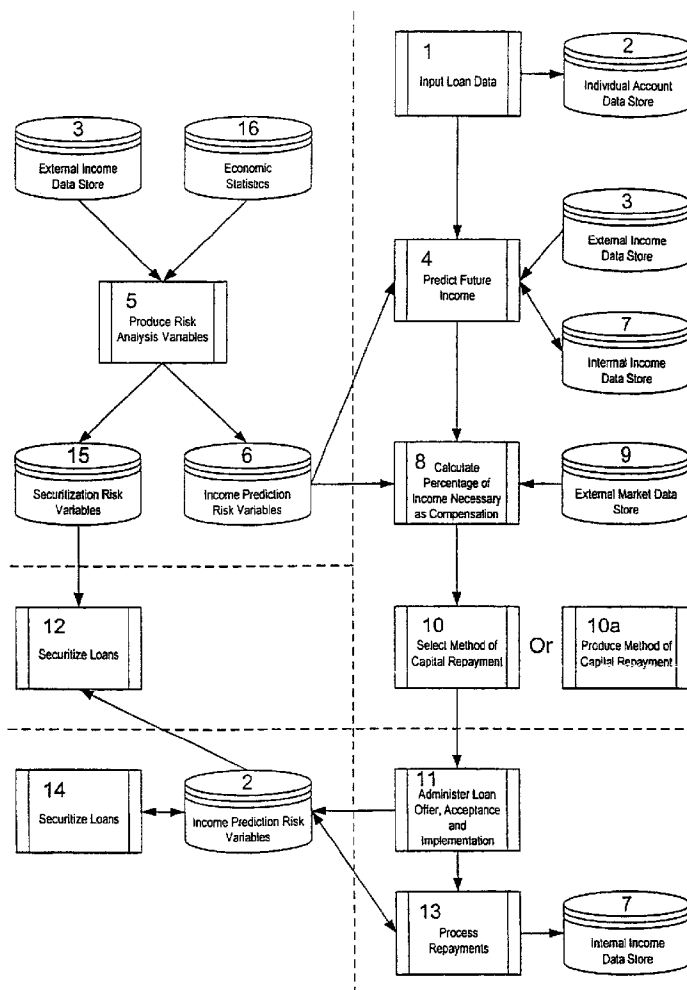 1
Input Loan Data
2
Individual Account
Data Store
3
External Income
Data Store
16
Economic
Statistics
3
External Income
Data Store
4
Predict Future
Income
5
Produce Risk
Analysis Variables
7
Internal Income
Data Store
15
Securitization Risk
Variables
6
Income Prediction
Risk Variables
8
Calculate
Percentage of
Income Necessary
as Compensation
9
External Market Data
Store
12
Securitize Loans
10
Select Method of
Capital Repayment
Or
10a
Produce Method of
Capital Repayment
14
Securitize Loans
2
Income Prediction Risk
Variables
11
Administer Loan
Offer, Acceptance
and
Implementation
13
Process
Repayments
7
Internal Income
Data Store